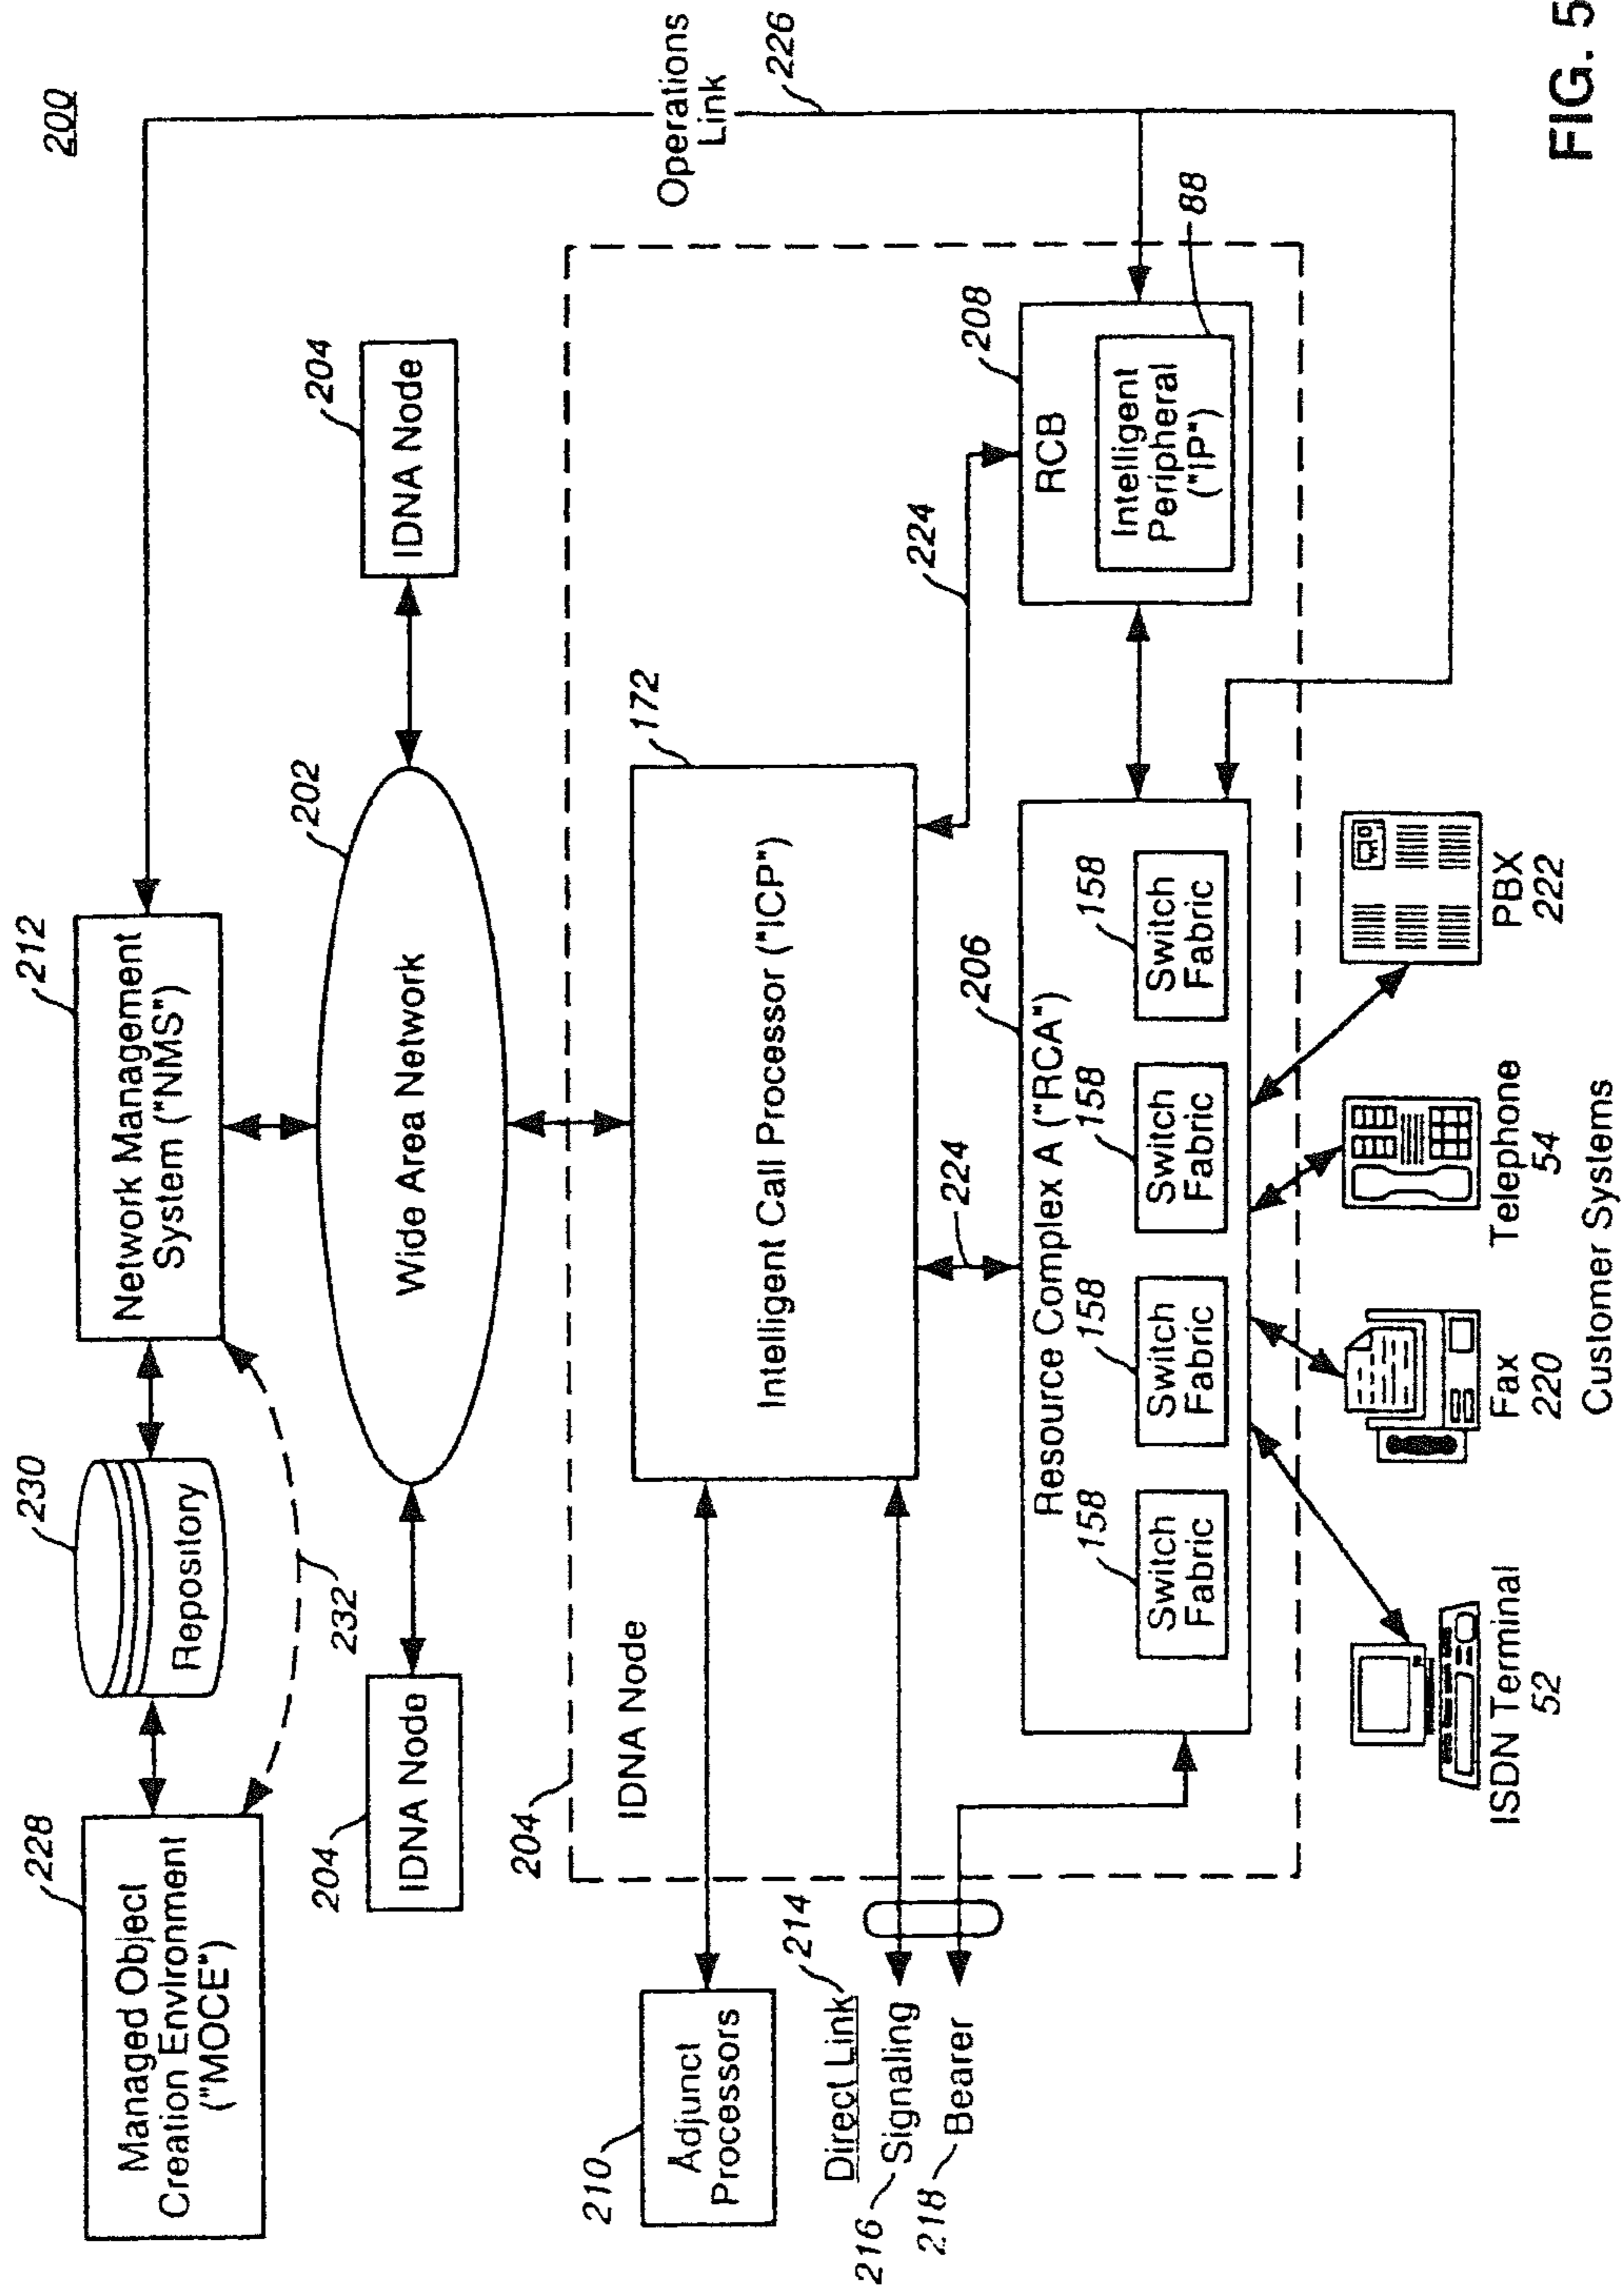 200
228
Managed Object
Creation Environment
("MOCE")
230
Repository
232
212
Network Management
System ("NMS")
204
IDNA Node
202
Wide Area Network
204
IDNA Node
Operations
Link
226
204
IDNA Node
210
Adjunct
Processors
172
Intelligent Call Processor ("ICP")
Direct Link
214
216
Signaling
218
Bearer
224
224
206
Resource Complex A ("RCA")
158
Switch
Fabric
158
Switch
Fabric
158
Switch
Fabric
158
Switch
Fabric
208
RCB
Intelligent
Peripheral
("IP")
88
ISDN Terminal
52
Fax
220
Telephone
54
PBX
222
Customer Systems
FIG. 5